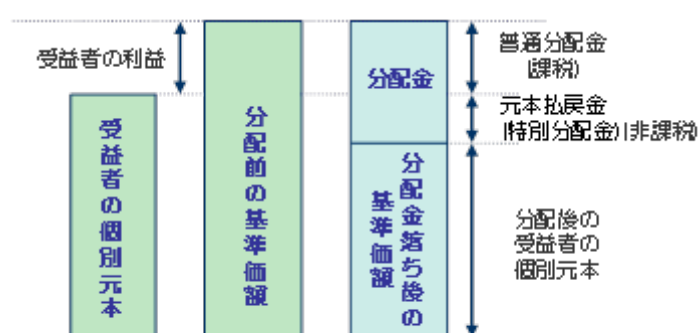 受益者の利益
受益者の個別元本
分配前の基準価額
分配金
分配金落ち後の
基準価額
普通分配金
(課税)
元本払戻金
(特別分配金)(非課税)
分配後の
受益者の
個別元本